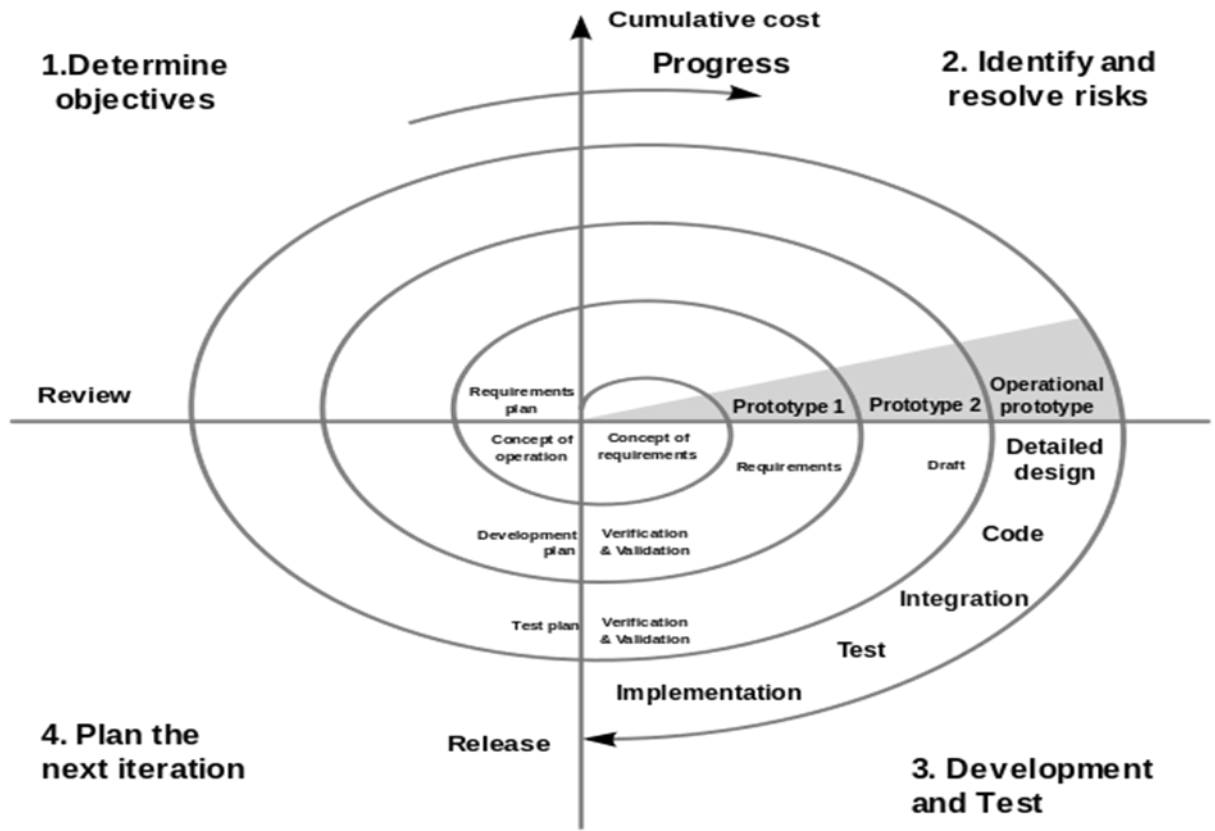 Cumulative cost
Progress
1.Determine
objectives
2. Identify and
resolve risks
Review
Requirements
plan
Prototype 1
Prototype 2
Operational
prototype
Concept of
operation
Concept of
requirements
Requirements
Draft
Detailed
design
Development
plan
Verification
& Validation
Code
Test plan
Verification
& Validation
Integration
Test
Implementation
Release
4. Plan the
next iteration
3. Development
and Test